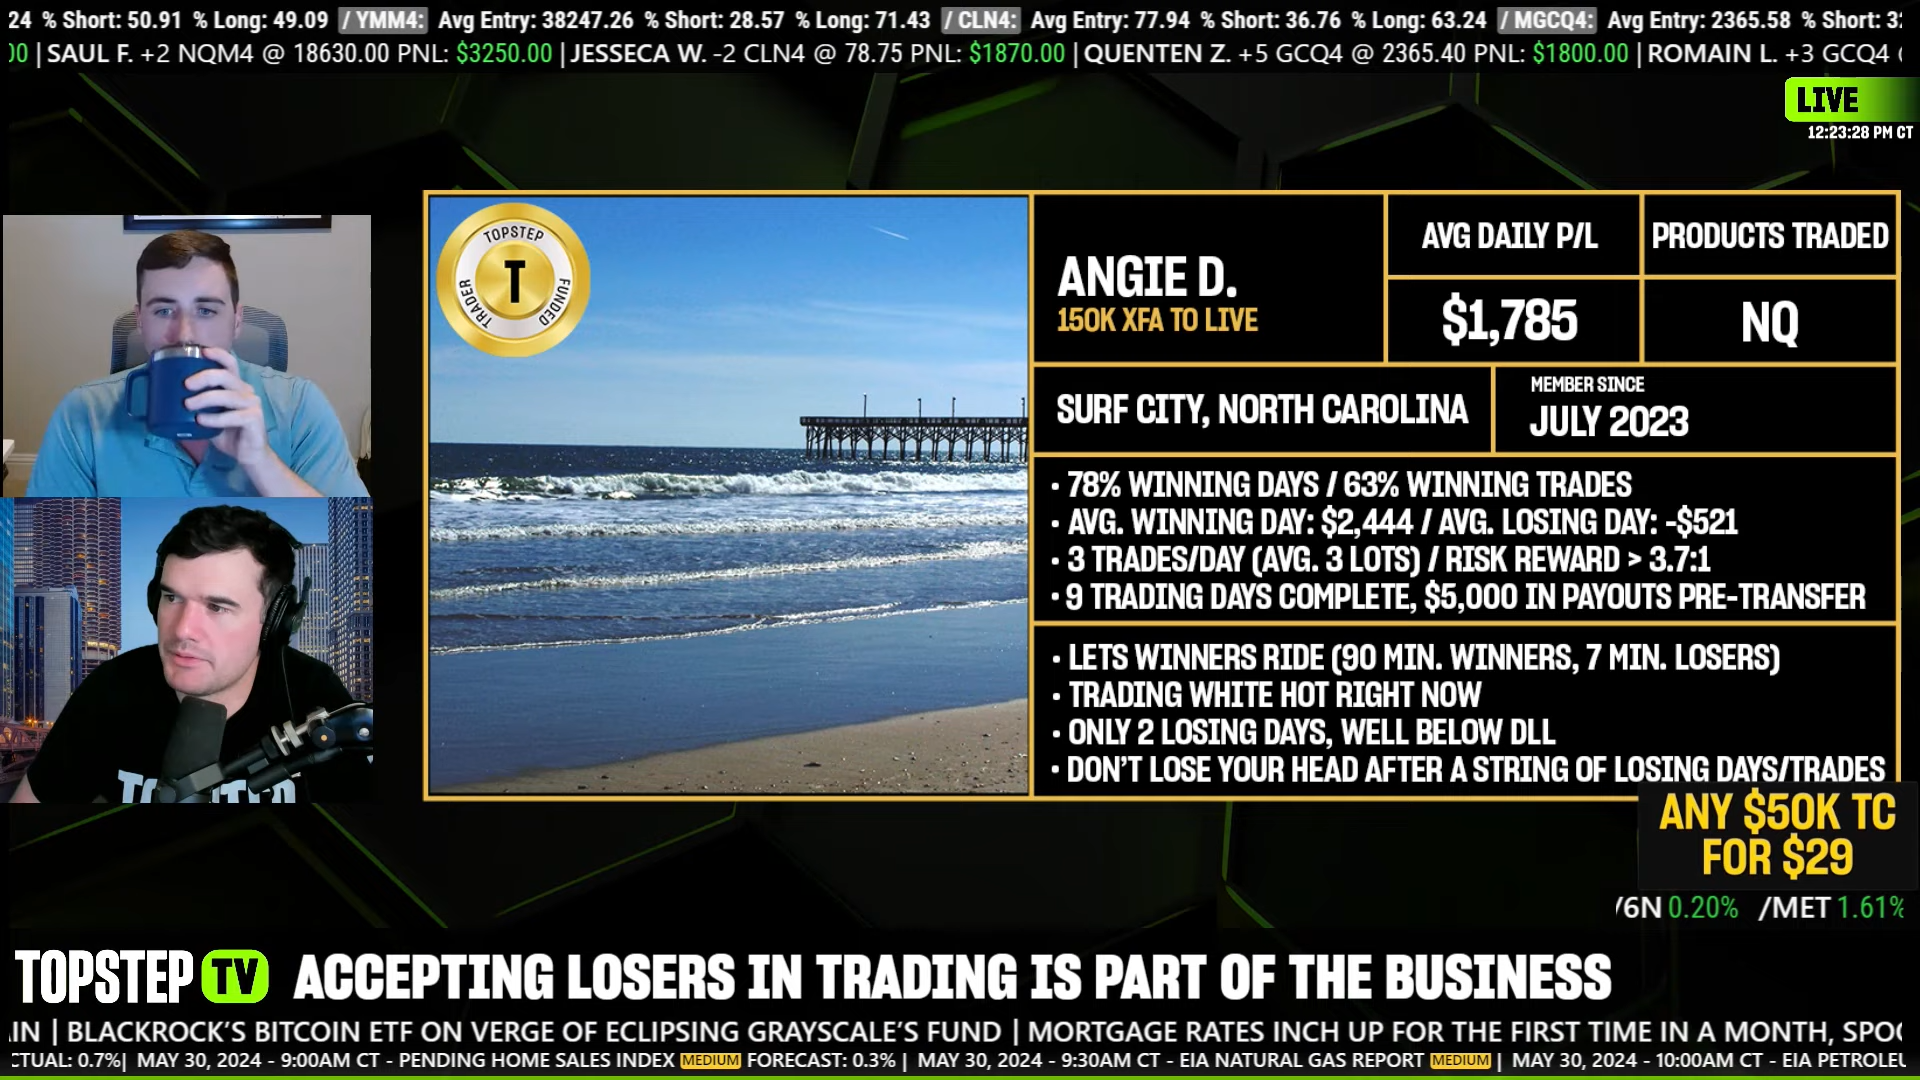 24 % Short: 50.91 % Long: 49.09 / YMM4: Avg Entry: 38247.26 % Short: 28.57 % Long: 71.43 / CLN4: Avg Entry: 77.94 % Short: 36.76 % Long: 63.24 / MGCQ4: Avg Entry: 2365.58 % Short:
00 | SAUL F. +2 NQM4 @ 18630.00 PNL: $3250.00 | JESSECA W. -2 CLN4 @ 78.75 PNL: $1870.00 | QUENTEN Z. +5 GCQ4 @ 2365.40 PNL: $1800.00 | ROMAIN L. +3 GCQ4
LIVE
12:23:28 PM CT
TOPSTEP
T
FUNDED
TRADER
ANGIE D.
150K XFA TO LIVE
AVG DAILY P/L
$1,785
PRODUCTS TRADED
NQ
SURF CITY, NORTH CAROLINA
MEMBER SINCE
JULY 2023
• 78% WINNING DAYS / 63% WINNING TRADES
• AVG. WINNING DAY: $2,444 / AVG. LOSING DAY: -$521
• 3 TRADES/DAY (AVG. 3 LOTS) / RISK REWARD > 3.7:1
• 9 TRADING DAYS COMPLETE, $5,000 IN PAYOUTS PRE-TRANSFER
• LETS WINNERS RIDE (90 MIN. WINNERS, 7 MIN. LOSERS)
• TRADING WHITE HOT RIGHT NOW
• ONLY 2 LOSING DAYS, WELL BELOW DLL
• DON'T LOSE YOUR HEAD AFTER A STRING OF LOSING DAYS/TRADES
ANY $50K TC
FOR $29
/6N 0.20% /MET 1.61%
TOPSTEP TV ACCEPTING LOSERS IN TRADING IS PART OF THE BUSINESS
IN | BLACKROCK'S BITCOIN ETF ON VERGE OF ECLIPSING GRAYSCALE'S FUND | MORTGAGE RATES INCH UP FOR THE FIRST TIME IN A MONTH,
CTUAL: 0.7% | MAY 30, 2024 - 9:00AM CT - PENDING HOME SALES INDEX MEDIUM FORECAST: 0.3% | MAY 30, 2024 - 9:30AM CT - EIA NATURAL GAS REPORT MEDIUM | MAY 30, 2024 - 10:00AM CT - EIA PETROLEU